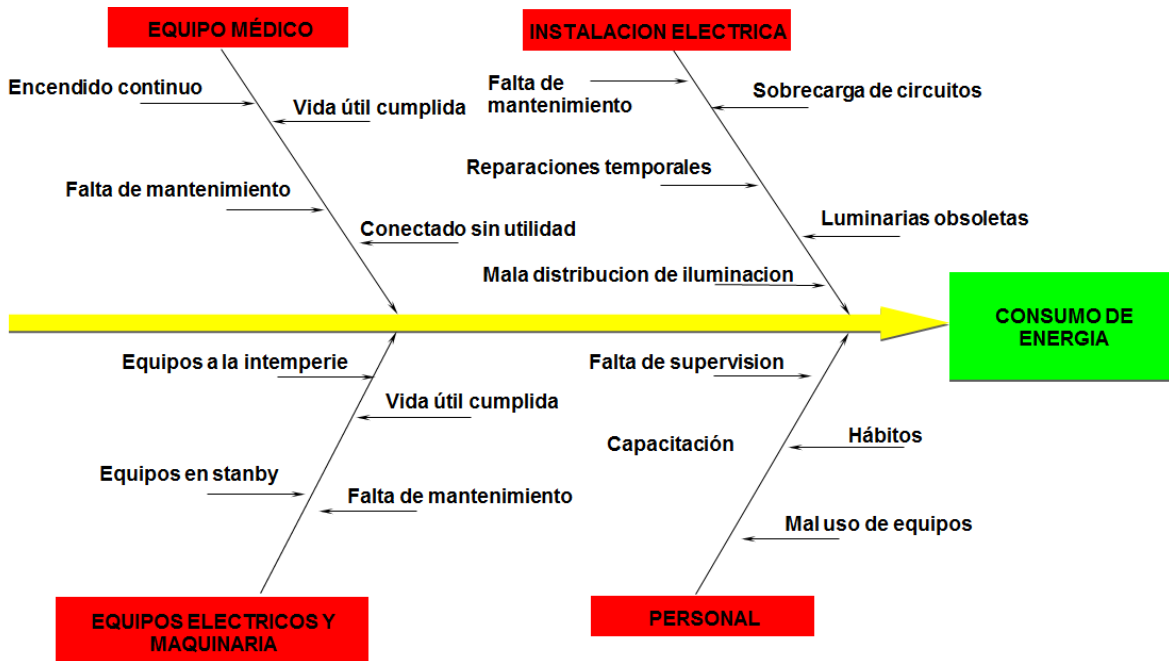 EQUIPO MÉDICO
INSTALACION ELECTRICA
Encendido continuo
Vida útil cumplida
Falta de mantenimiento
Conectado sin utilidad
Falta de
mantenimiento
Sobrecarga de circuitos
Reparaciones temporales
Luminarias obsoletas
Mala distribucion de iluminacion
CONSUMO DE
ENERGIA
Equipos a la intemperie
Vida útil cumplida
Equipos en stanby
Falta de mantenimiento
Falta de supervision
Capacitación
Hábitos
Mal uso de equipos
EQUIPOS ELECTRICOS Y
MAQUINARIA
PERSONAL